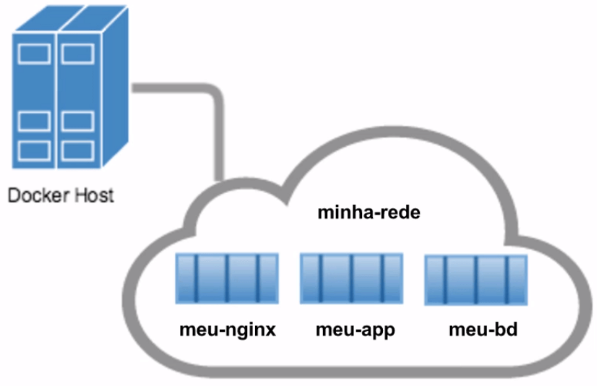 Docker Host
minha-rede
meu-nginx
meu-app
meu-bd